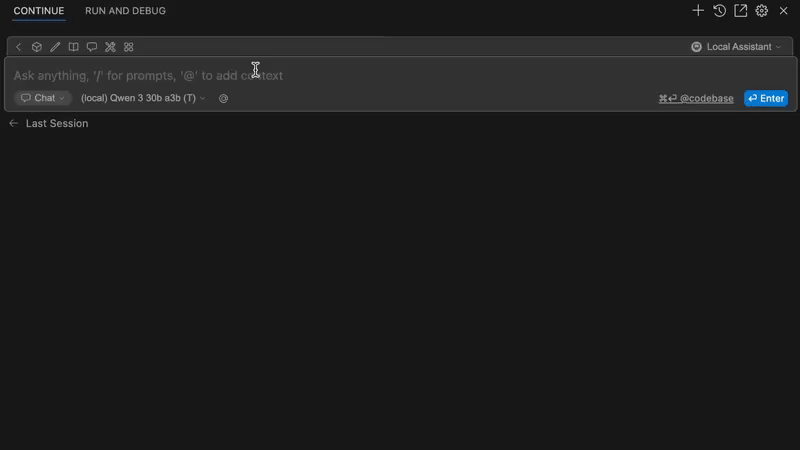 CONTINUE RUN AND DEBUG
Local Assistant
Ask anything, '/' for prompts, '@' to add context
Chat (local) Qwen 3 30b a3b (T) @ ⌘⏎ @codebase ⏎ Enter
Last Session